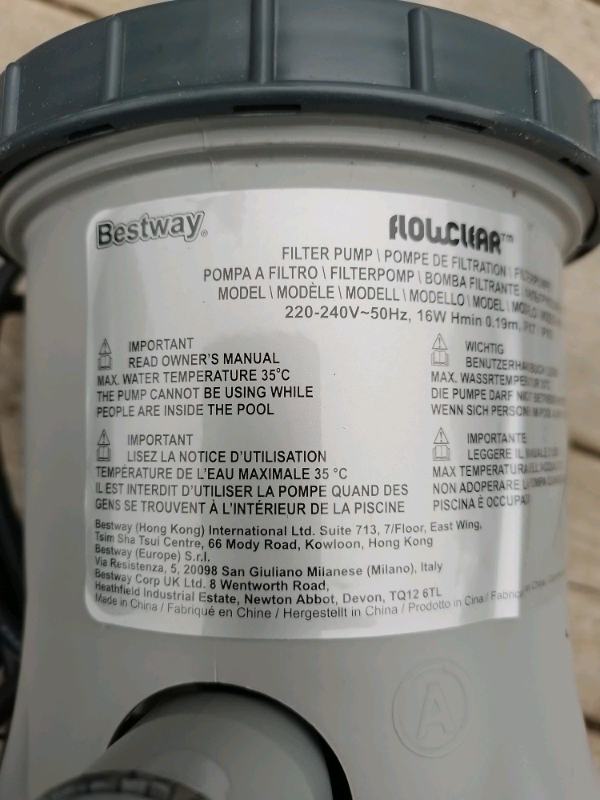 Bestway®
FLOWCLEAR™
FILTER PUMP \ POMPE DE FILTRATION \
POMPA A FILTRO \ FILTERPOMP \ BOMBA FILTRANTE \
MODEL \ MODÈLE \ MODELL \ MODELLO \ MODEL \
220-240V~50Hz, 16W Hmin 0.19m,
IMPORTANT
READ OWNER'S MANUAL
MAX. WATER TEMPERATURE 35°C
THE PUMP CANNOT BE USING WHILE
PEOPLE ARE INSIDE THE POOL
WICHTIG
MAX. WASSRTEMPERTUR
DIE PUMPE DARF NICHT
WENN SICH PERSONEN
IMPORTANT
LISEZ LA NOTICE D'UTILISATION
TEMPÉRATURE DE L'EAU MAXIMALE 35 °C
IL EST INTERDIT D'UTILISER LA POMPE QUAND DES
GENS SE TROUVENT À L'INTÉRIEUR DE LA PISCINE
IMPORTANTE
LEGGERE IL
MAX TEMPERATURA
NON ADOPERARE LA POMPA
PISCINA È OCCUPATA
Bestway (Hong Kong) International Ltd. Suite 713, 7/Floor, East Wing,
Tsim Sha Tsui Centre, 66 Mody Road, Kowloon, Hong Kong
Bestway (Europe) S.r.l.
Via Resistenza, 5, 20098 San Giuliano Milanese (Milano), Italy
Bestway Corp UK Ltd. 8 Wentworth Road,
Heathfield Industrial Estate, Newton Abbot, Devon, TQ12 6TL
Made in China / Fabriqué en Chine / Hergestellt in China / Prodotto in Cina /
A